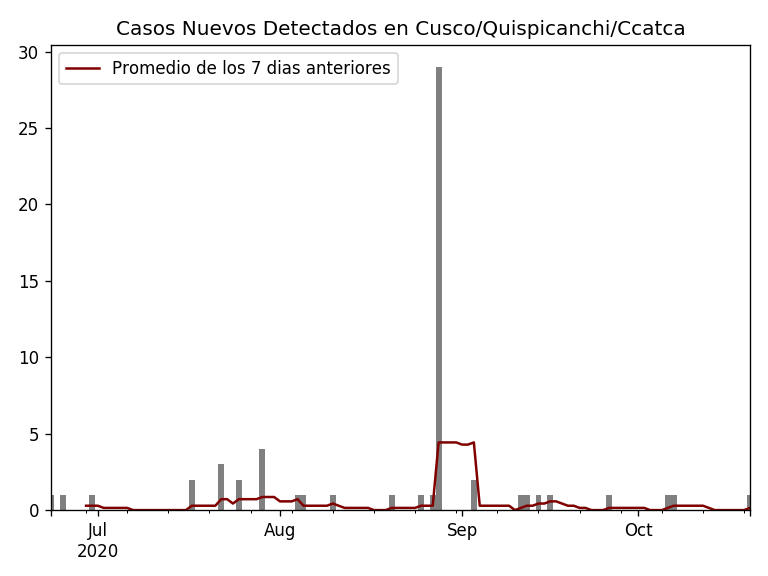 Casos Nuevos Detectados en Cusco/Quispicanchi/Ccatca
Promedio de los 7 dias anteriores
30
25
20
15
10
5
0
Jul Aug Sep Oct
2020